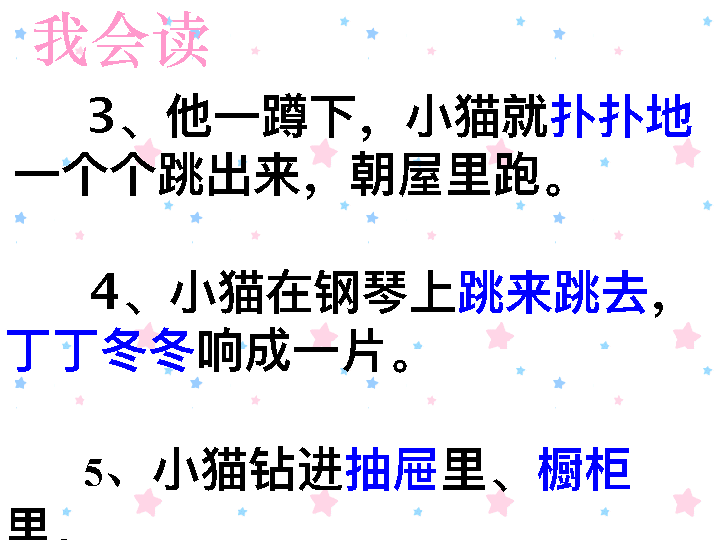 我会读
3、他一蹲下，小猫就扑扑地
一个个跳出来，朝屋里跑。
4、小猫在钢琴上跳来跳去，
丁丁冬冬响成一片。
5、小猫钻进抽屉里、橱柜
里